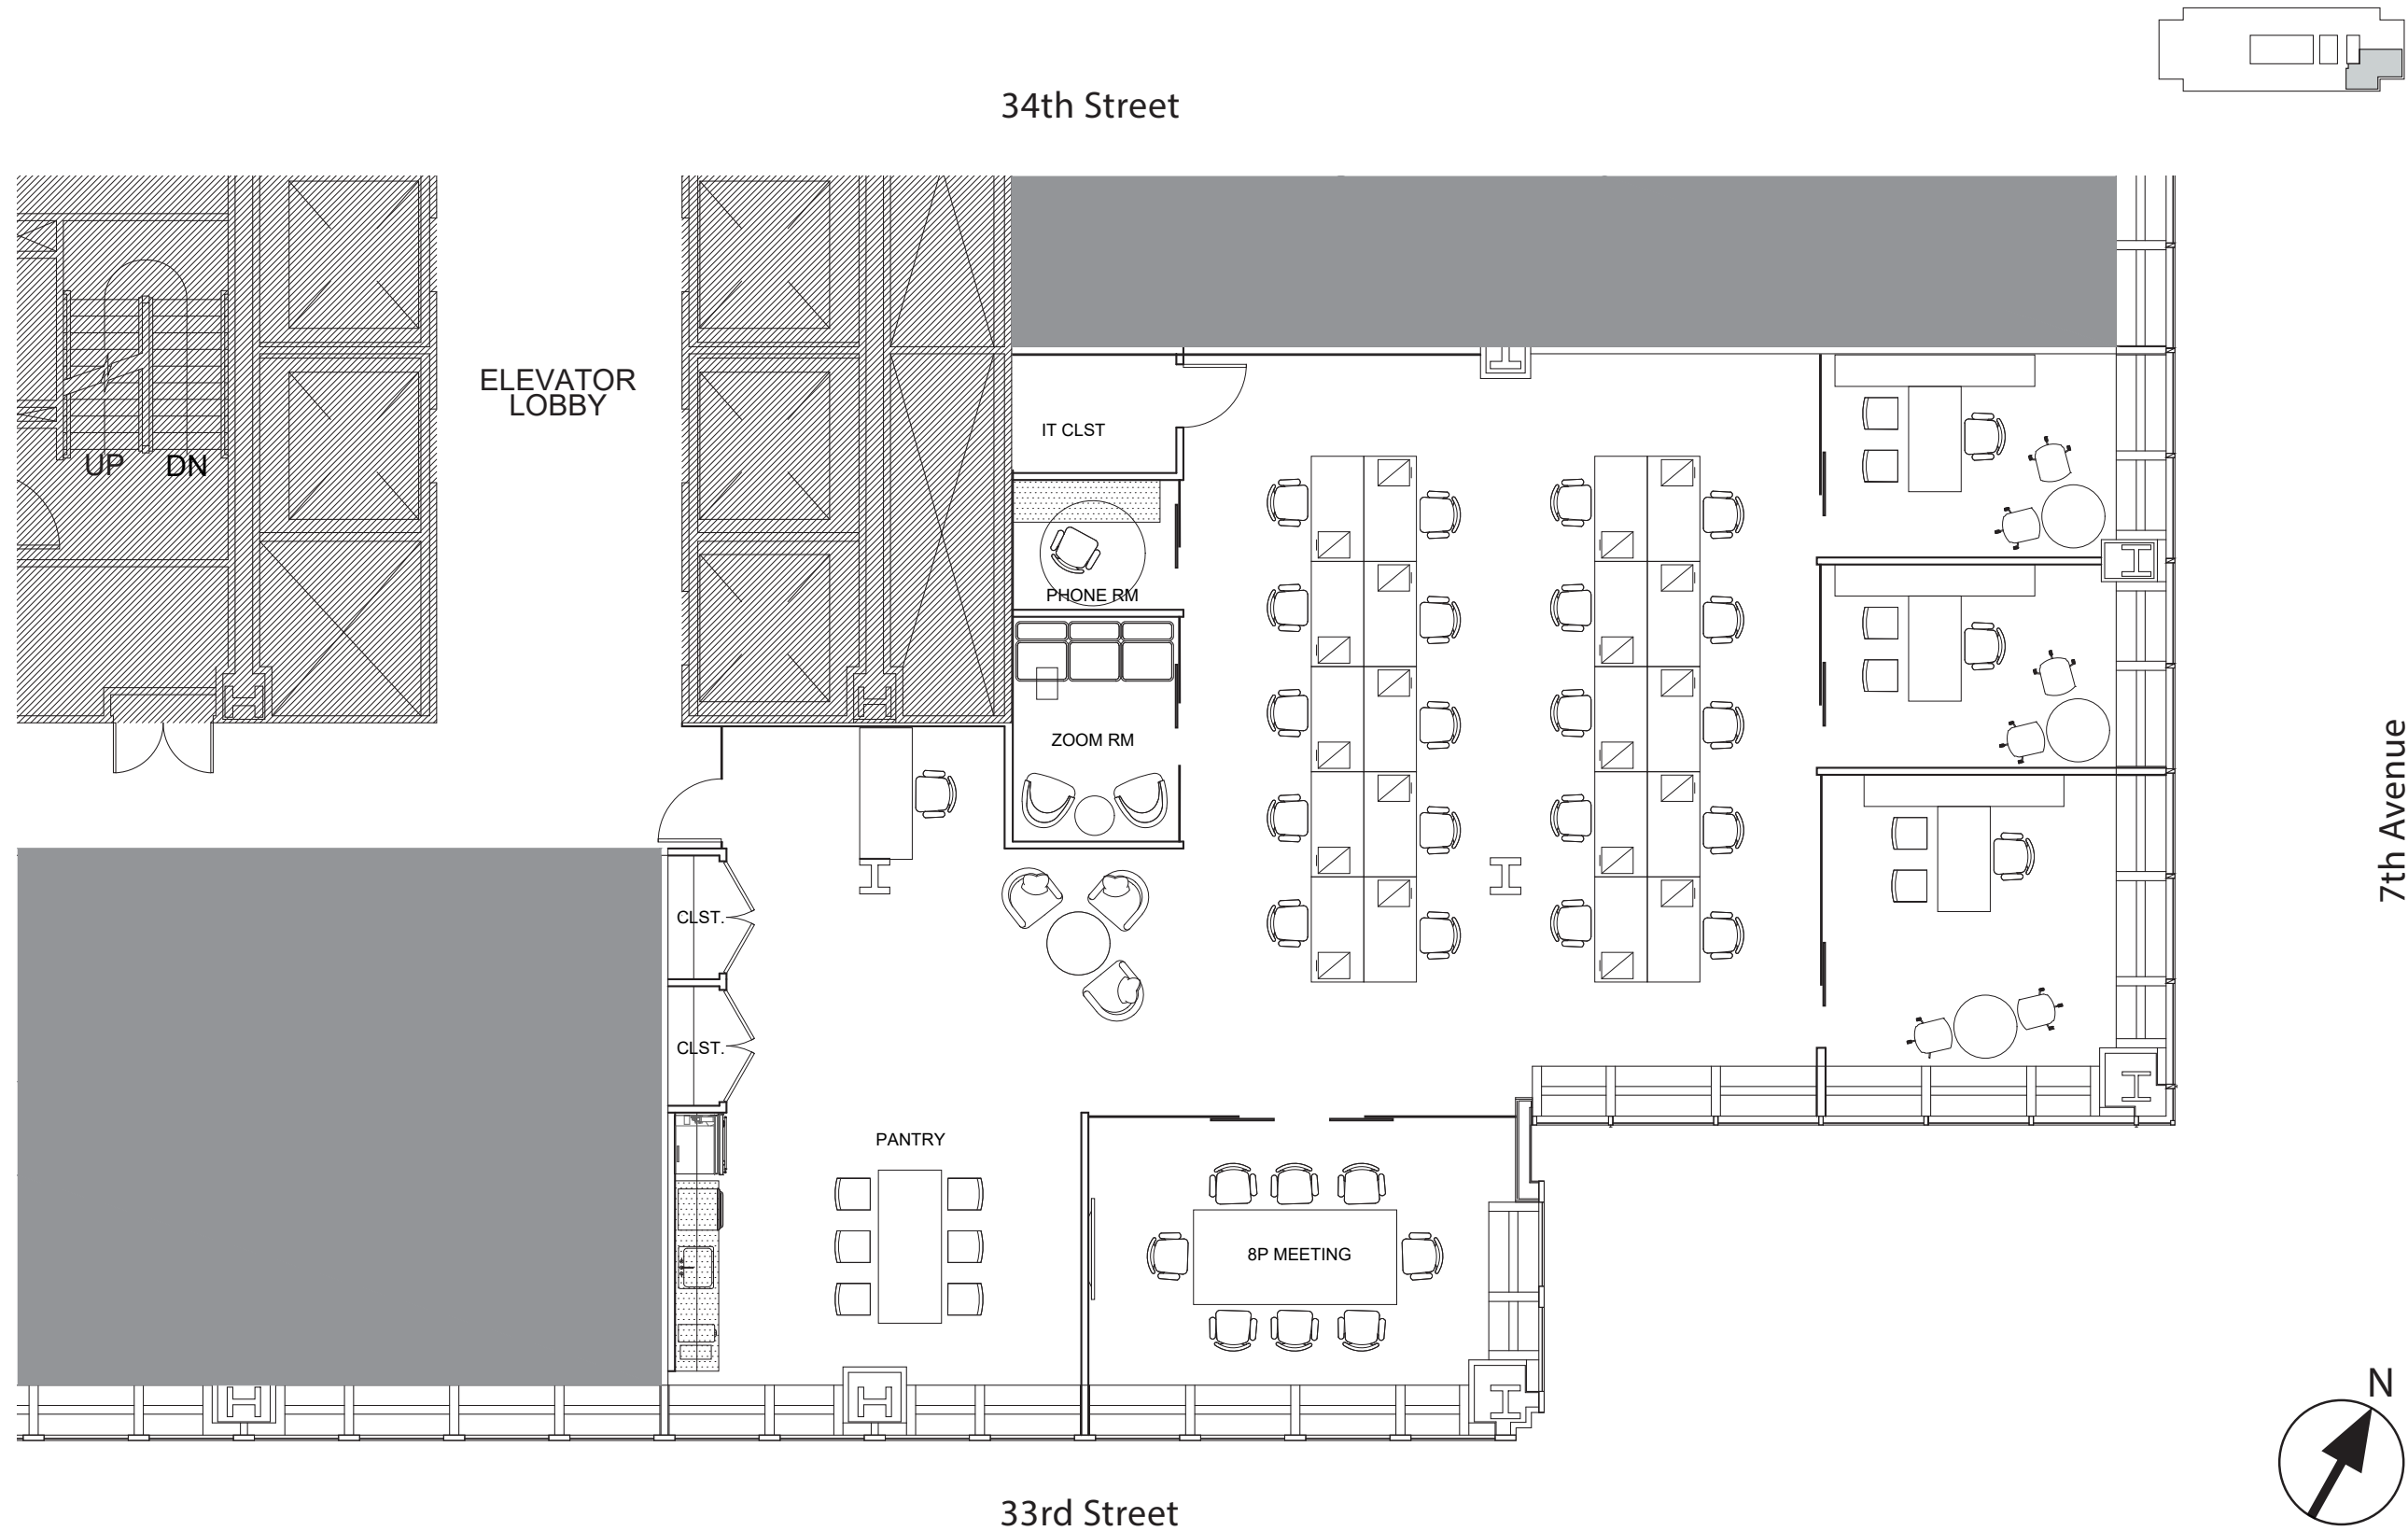 34th Street
ELEVATOR
LOBBY
UP
DN
IT CLST
PHONE RM
ZOOM RM
7th Avenue
CLST.
CLST.
PANTRY
8P MEETING
N
33rd Street